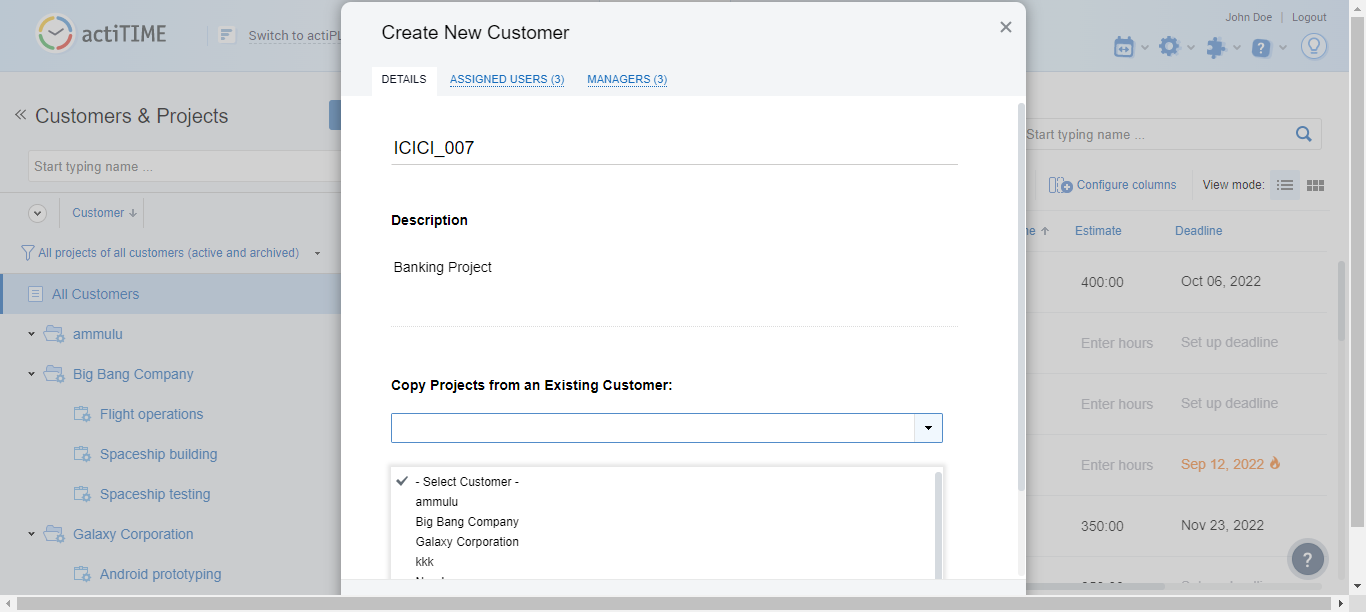 actiTIME
Switch to actiPL
John Doe | Logout
Create New Customer
DETAILS
ASSIGNED USERS (3)
MANAGERS (3)
Customers & Projects
Start typing name ...
Customer
All projects of all customers (active and archived)
All Customers
ammulu
Big Bang Company
Flight operations
Spaceship building
Spaceship testing
Galaxy Corporation
Android prototyping
ICICI_007
Description
Banking Project
Copy Projects from an Existing Customer:
- Select Customer -
ammulu
Big Bang Company
Galaxy Corporation
kkk
Start typing name ...
Configure columns
View mode:
Estimate
Deadline
400:00
Oct 06, 2022
Enter hours
Set up deadline
Enter hours
Set up deadline
Enter hours
Sep 12, 2022
350:00
Nov 23, 2022
?